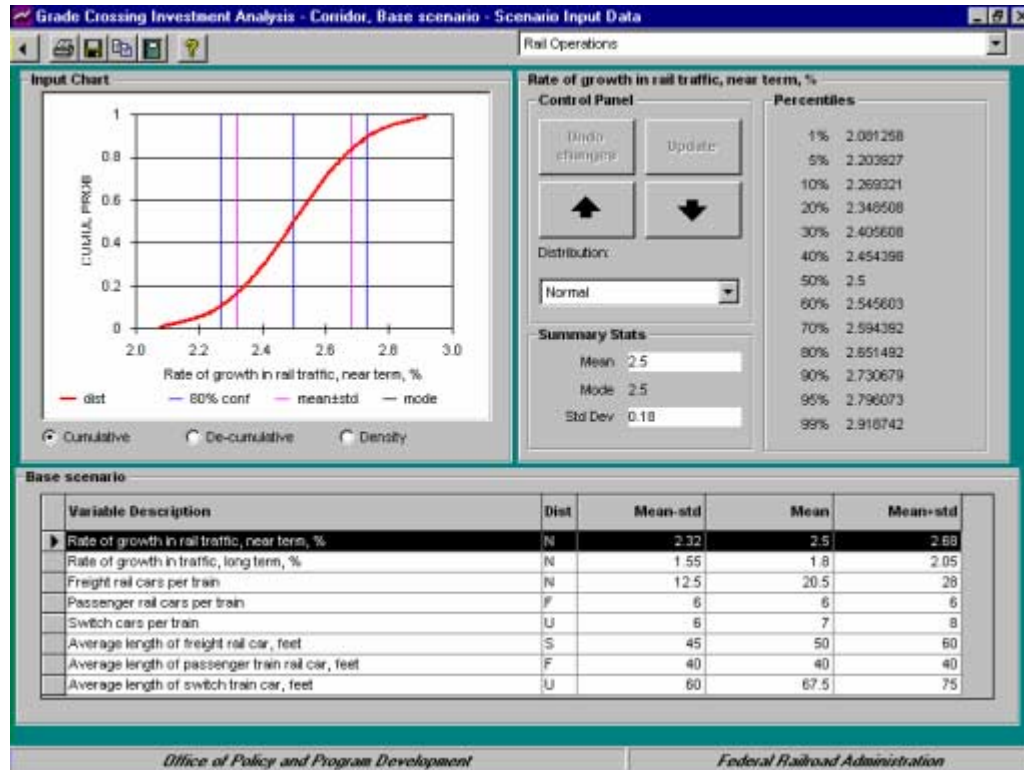 Grade Crossing Investment Analysis - Corridor, Base scenario - Scenario Input Data
Rail Operations
Input Chart
CUMUL PROB
1
0.8
0.6
0.4
0.2
0
2.0 2.2 2.4 2.6 2.8 3.0
Rate of growth in rail traffic, near term, %
dist 80% conf mean±std mode
Cumulative De-cumulative Density
Rate of growth in rail traffic, near term, %
Control Panel
Undo changes Update
Distribution:
Normal
Summary Stats
Mean 2.5
Mode 2.5
Std Dev 0.18
Percentiles
1% 2.081258
5% 2.203927
10% 2.269321
20% 2.348508
30% 2.405608
40% 2.454398
50% 2.5
60% 2.545603
70% 2.594392
80% 2.651492
90% 2.730679
95% 2.796073
99% 2.918742
Base scenario
Variable Description Dist Mean-std Mean Mean+std
Rate of growth in rail traffic, near term, % N 2.32 2.5 2.68
Rate of growth in traffic, long term, % N 1.55 1.8 2.05
Freight rail cars per train N 12.5 20.5 28
Passenger rail cars per train F 6 6 6
Switch cars per train U 6 7 8
Average length of freight rail car, feet S 45 50 60
Average length of passenger train rail car, feet F 40 40 40
Average length of switch train car, feet U 60 67.5 75
Office of Policy and Program Development
Federal Railroad Administration